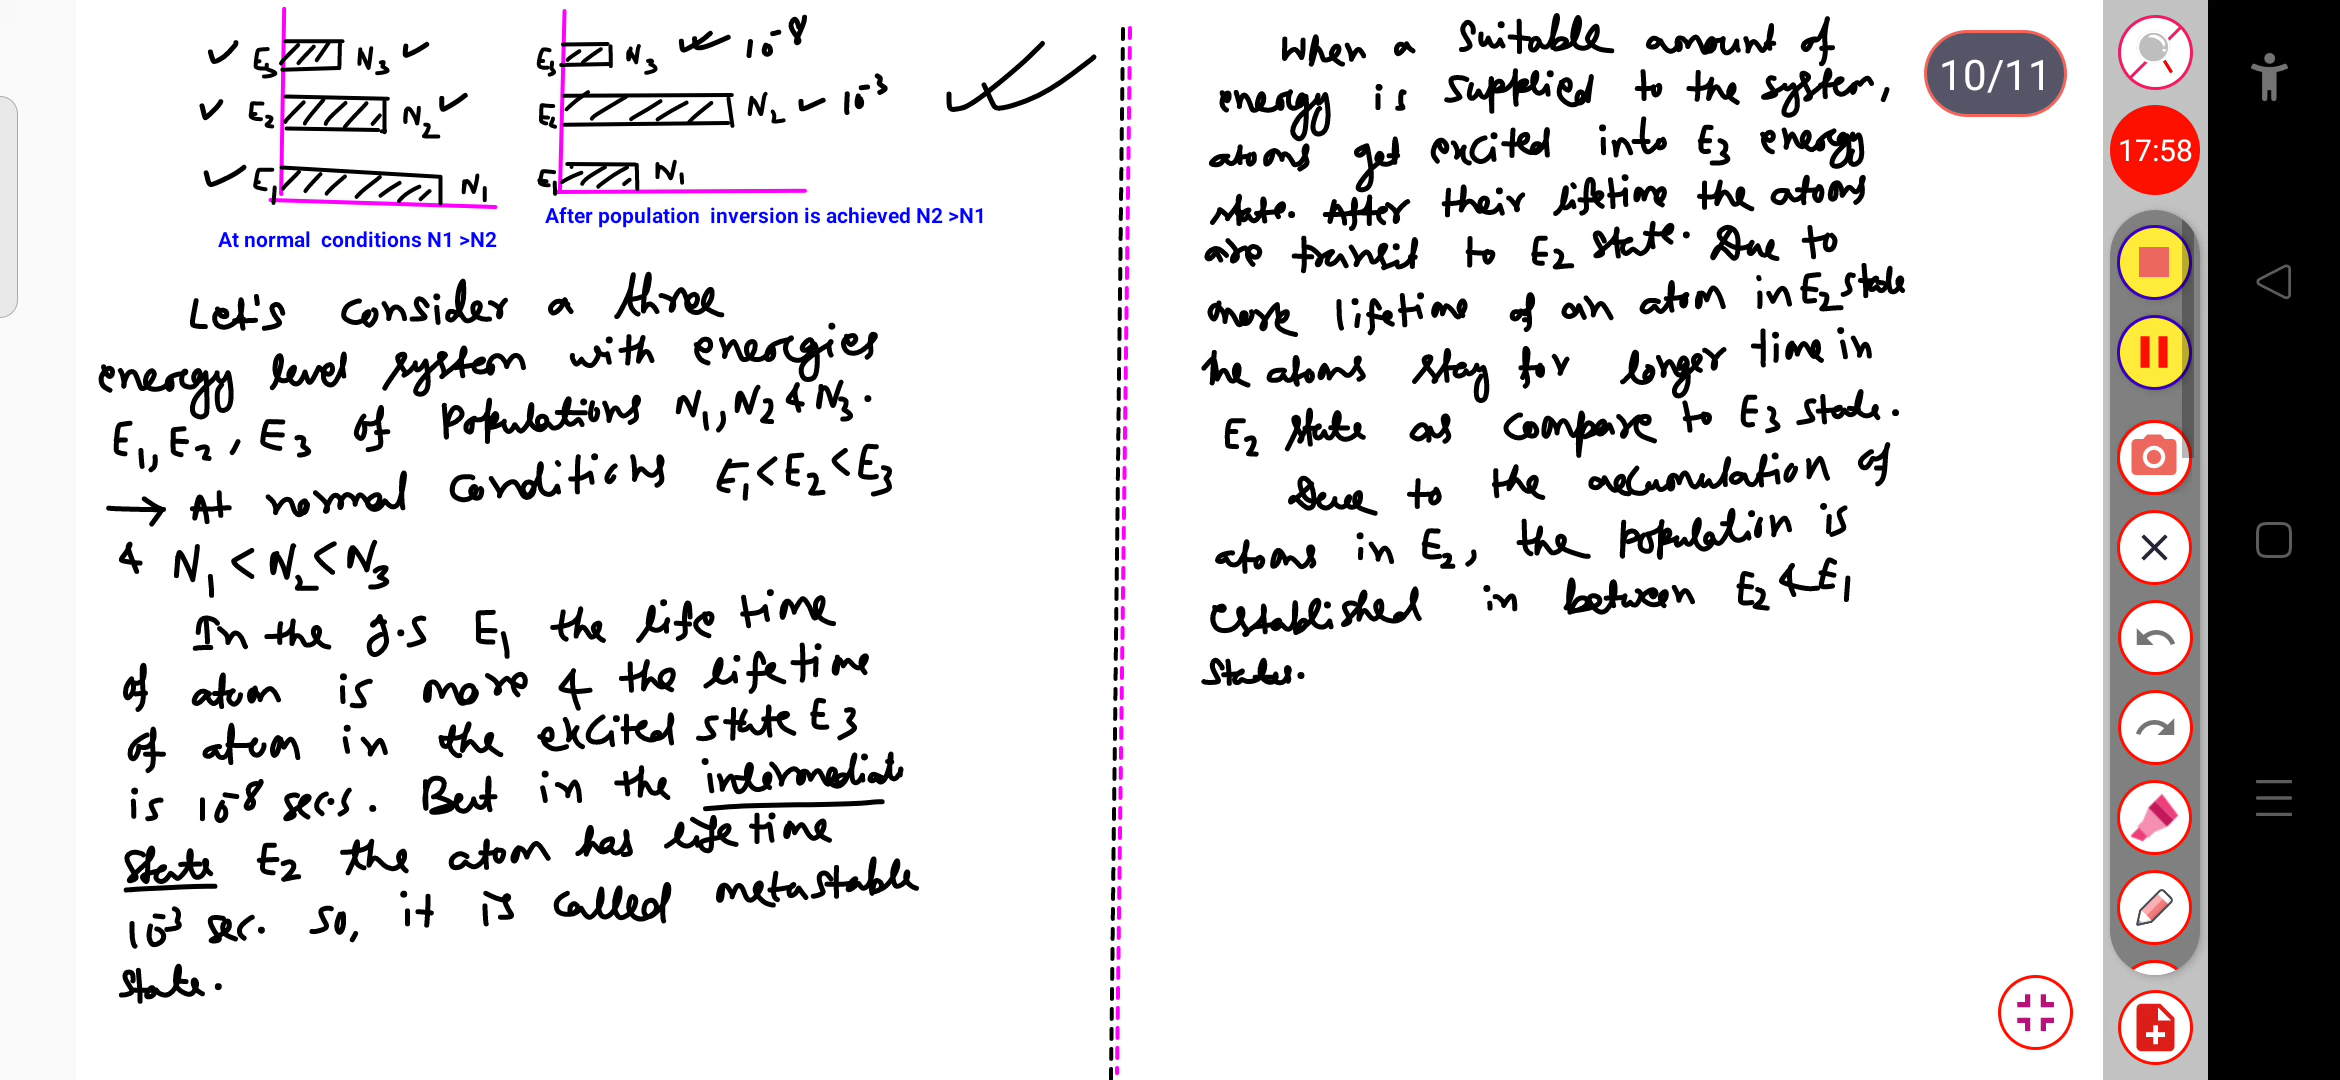 E3 N3
E2 N2
E1 N1
At normal conditions N1 >N2
E3 N3 10-8
E2 N2 10-3
E1 N1
After population inversion is achieved N2 >N1
Let's consider a three
energy level system with energies
E1, E2, E3 of populations N1, N2 & N3.
→ At normal conditions E1<E2<E3
& N1 < N2 < N3
In the g.s E1 the life time
of atom is more & the life time
of atom in the excited state E3
is 10-8 secs. But in the intermediate
state E2 the atom has life time
10-3 sec. So, it is called metastable
state.
When a suitable amount of
energy is supplied to the system,
atoms get excited into E3 energy
state. After their lifetime the atoms
are transit to E2 state. Due to
more lifetime of an atom in E2 state
the atoms stay for longer time in
E2 state as compare to E3 state.
Due to the accumulation of
atoms in E2, the population is
established in between E2 & E1
states.
10/11
17:58